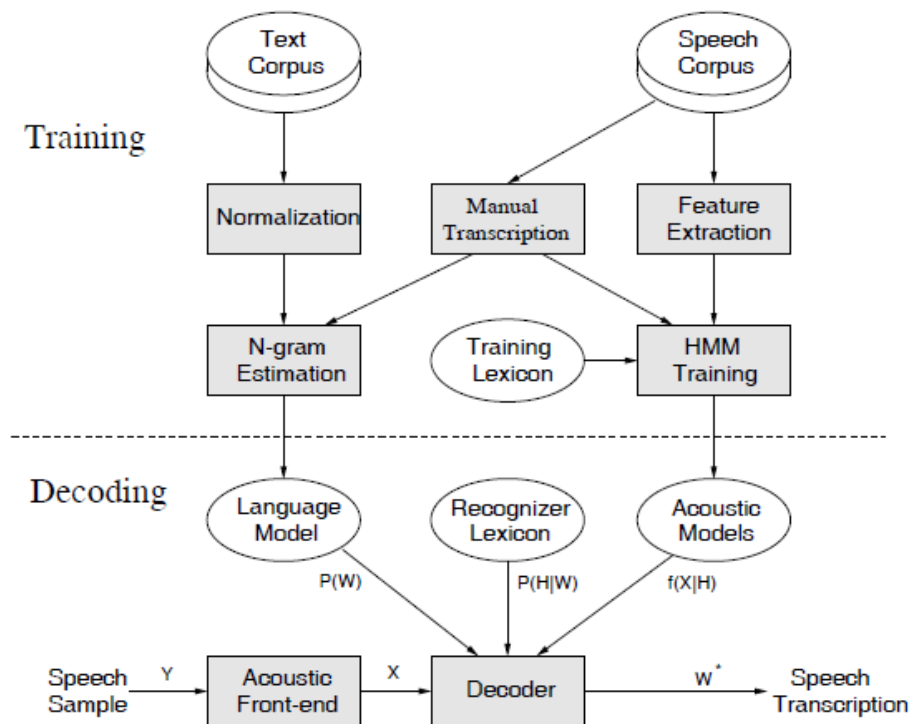 Text
Corpus
Speech
Corpus
Training
Normalization
Manual
Transcription
Feature
Extraction
N-gram
Estimation
Training
Lexicon
HMM
Training
Decoding
Language
Model
Recognizer
Lexicon
Acoustic
Models
P(W)
P(H|W)
f(X|H)
Speech
Sample
Y
Acoustic
Front-end
X
Decoder
W*
Speech
Transcription